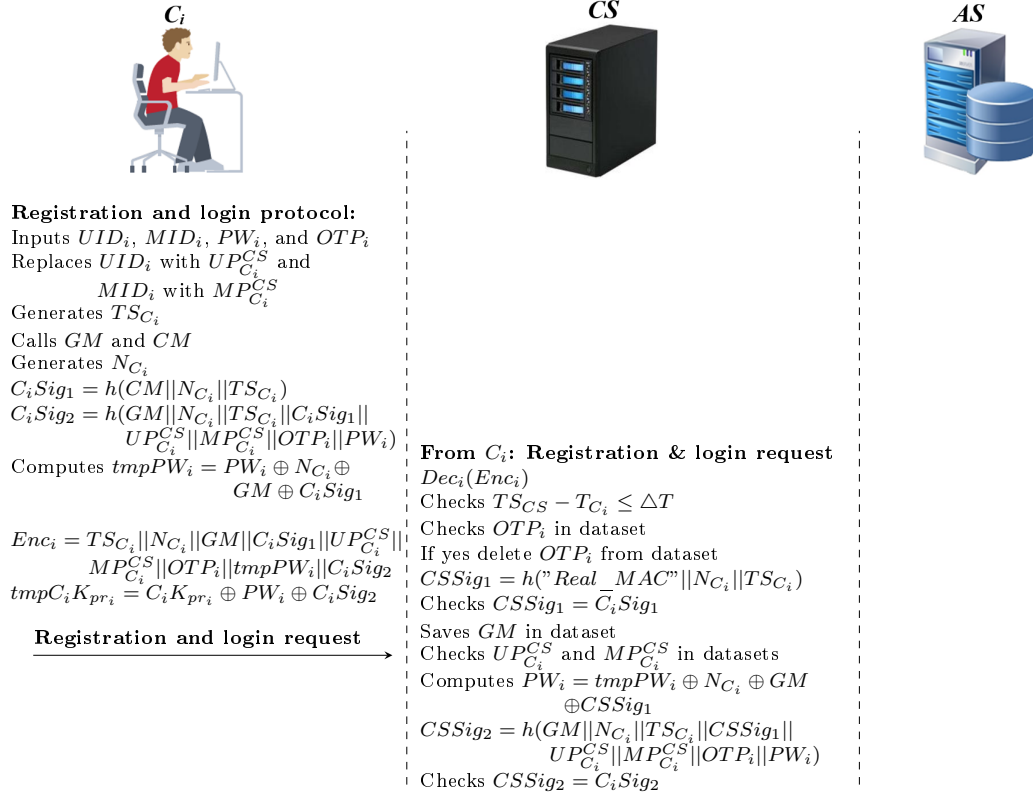 C_i
CS
AS
Registration and login protocol:
Inputs UID_i, MID_i, PW_i, and OTP_i
Replaces UID_i with UP_{C_i}^{CS} and
MID_i with MP_{C_i}^{CS}
Generates TS_{C_i}
Calls GM and CM
Generates N_{C_i}
C_iSig_1 = h(CM||N_{C_i}||TS_{C_i})
C_iSig_2 = h(GM||N_{C_i}||TS_{C_i}||C_iSig_1||
UP_{C_i}^{CS}||MP_{C_i}^{CS}||OTP_i||PW_i)
Computes tmpPW_i = PW_i ⊕ N_{C_i}⊕
GM ⊕ C_iSig_1
Enc_i = TS_{C_i}||N_{C_i}||GM||C_iSig_1||UP_{C_i}^{CS}||
MP_{C_i}^{CS}||OTP_i||tmpPW_i||C_iSig_2
tmpC_iK_{pr_i} = C_iK_{pr_i} ⊕ PW_i ⊕ C_iSig_2
Registration and login request
From C_i: Registration & login request
Dec_i(Enc_i)
Checks TS_{CS} − T_{C_i} ≤ △T
Checks OTP_i in dataset
If yes delete OTP_i from dataset
CSSig_1 = h("Real_MAC"||N_{C_i}||TS_{C_i})
Checks CSSig_1 = C_iSig_1
Saves GM in dataset
Checks UP_{C_i}^{CS} and MP_{C_i}^{CS} in datasets
Computes PW_i = tmpPW_i ⊕ N_{C_i} ⊕ GM
⊕CSSig_1
CSSig_2 = h(GM||N_{C_i}||TS_{C_i}||CSSig_1||
UP_{C_i}^{CS}||MP_{C_i}^{CS}||OTP_i||PW_i)
Checks CSSig_2 = C_iSig_2